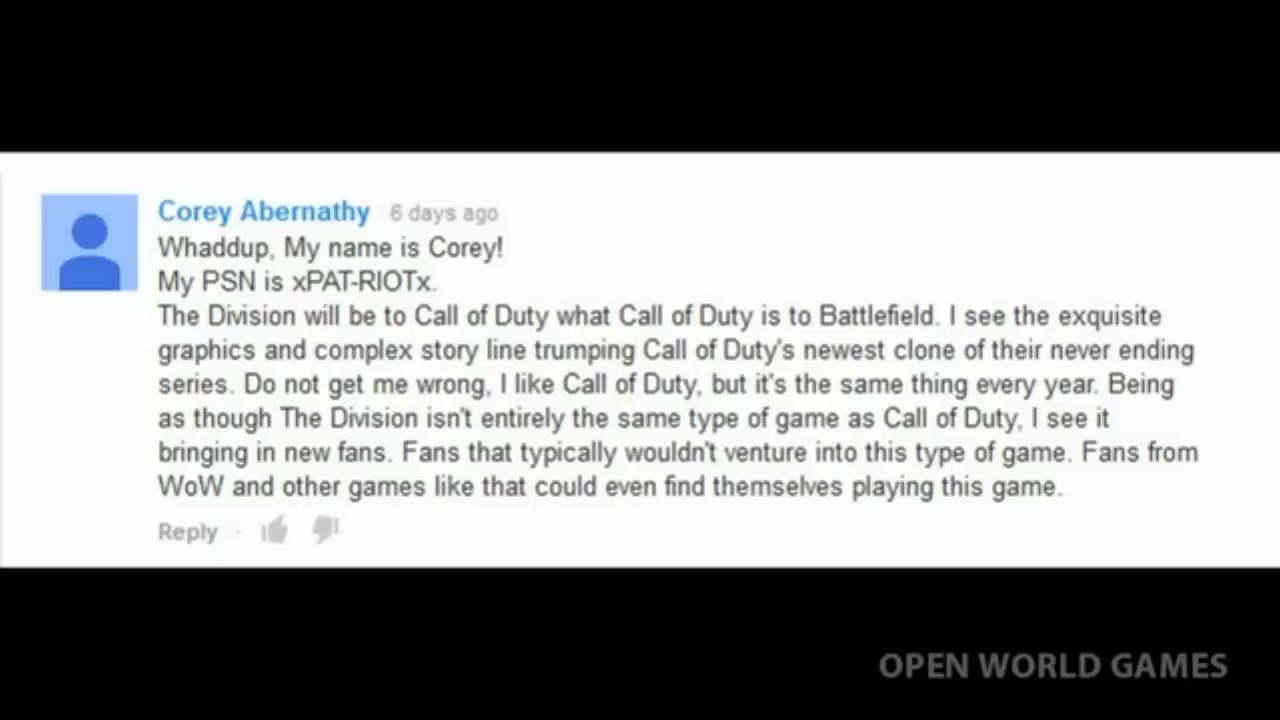 Corey Abernathy 6 days ago
Whaddup, My name is Corey!
My PSN is xPAT-RIOTx.
The Division will be to Call of Duty what Call of Duty is to Battlefield. I see the exquisite
graphics and complex story line trumping Call of Duty's newest clone of their never ending
series. Do not get me wrong, I like Call of Duty, but it's the same thing every year. Being
as though The Division isn't entirely the same type of game as Call of Duty, I see it
bringing in new fans. Fans that typically wouldn't venture into this type of game. Fans from
WoW and other games like that could even find themselves playing this game.
Reply ·
OPEN WORLD GAMES